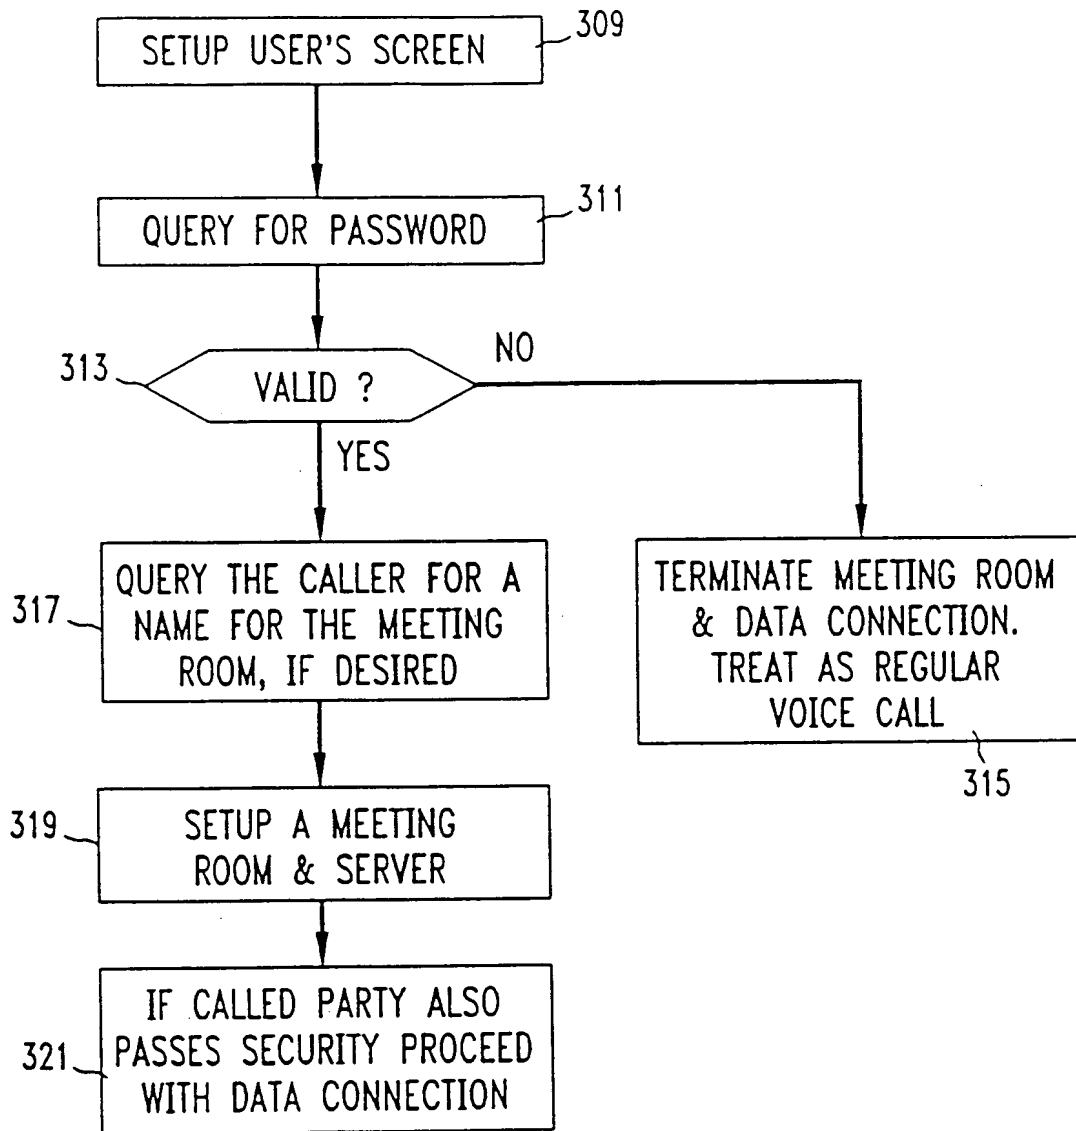 SETUP USER'S SCREEN
309
QUERY FOR PASSWORD
311
313
VALID ?
NO
YES
317
QUERY THE CALLER FOR A
NAME FOR THE MEETING
ROOM, IF DESIRED
TERMINATE MEETING ROOM
& DATA CONNECTION.
TREAT AS REGULAR
VOICE CALL
315
319
SETUP A MEETING
ROOM & SERVER
321
IF CALLED PARTY ALSO
PASSES SECURITY PROCEED
WITH DATA CONNECTION